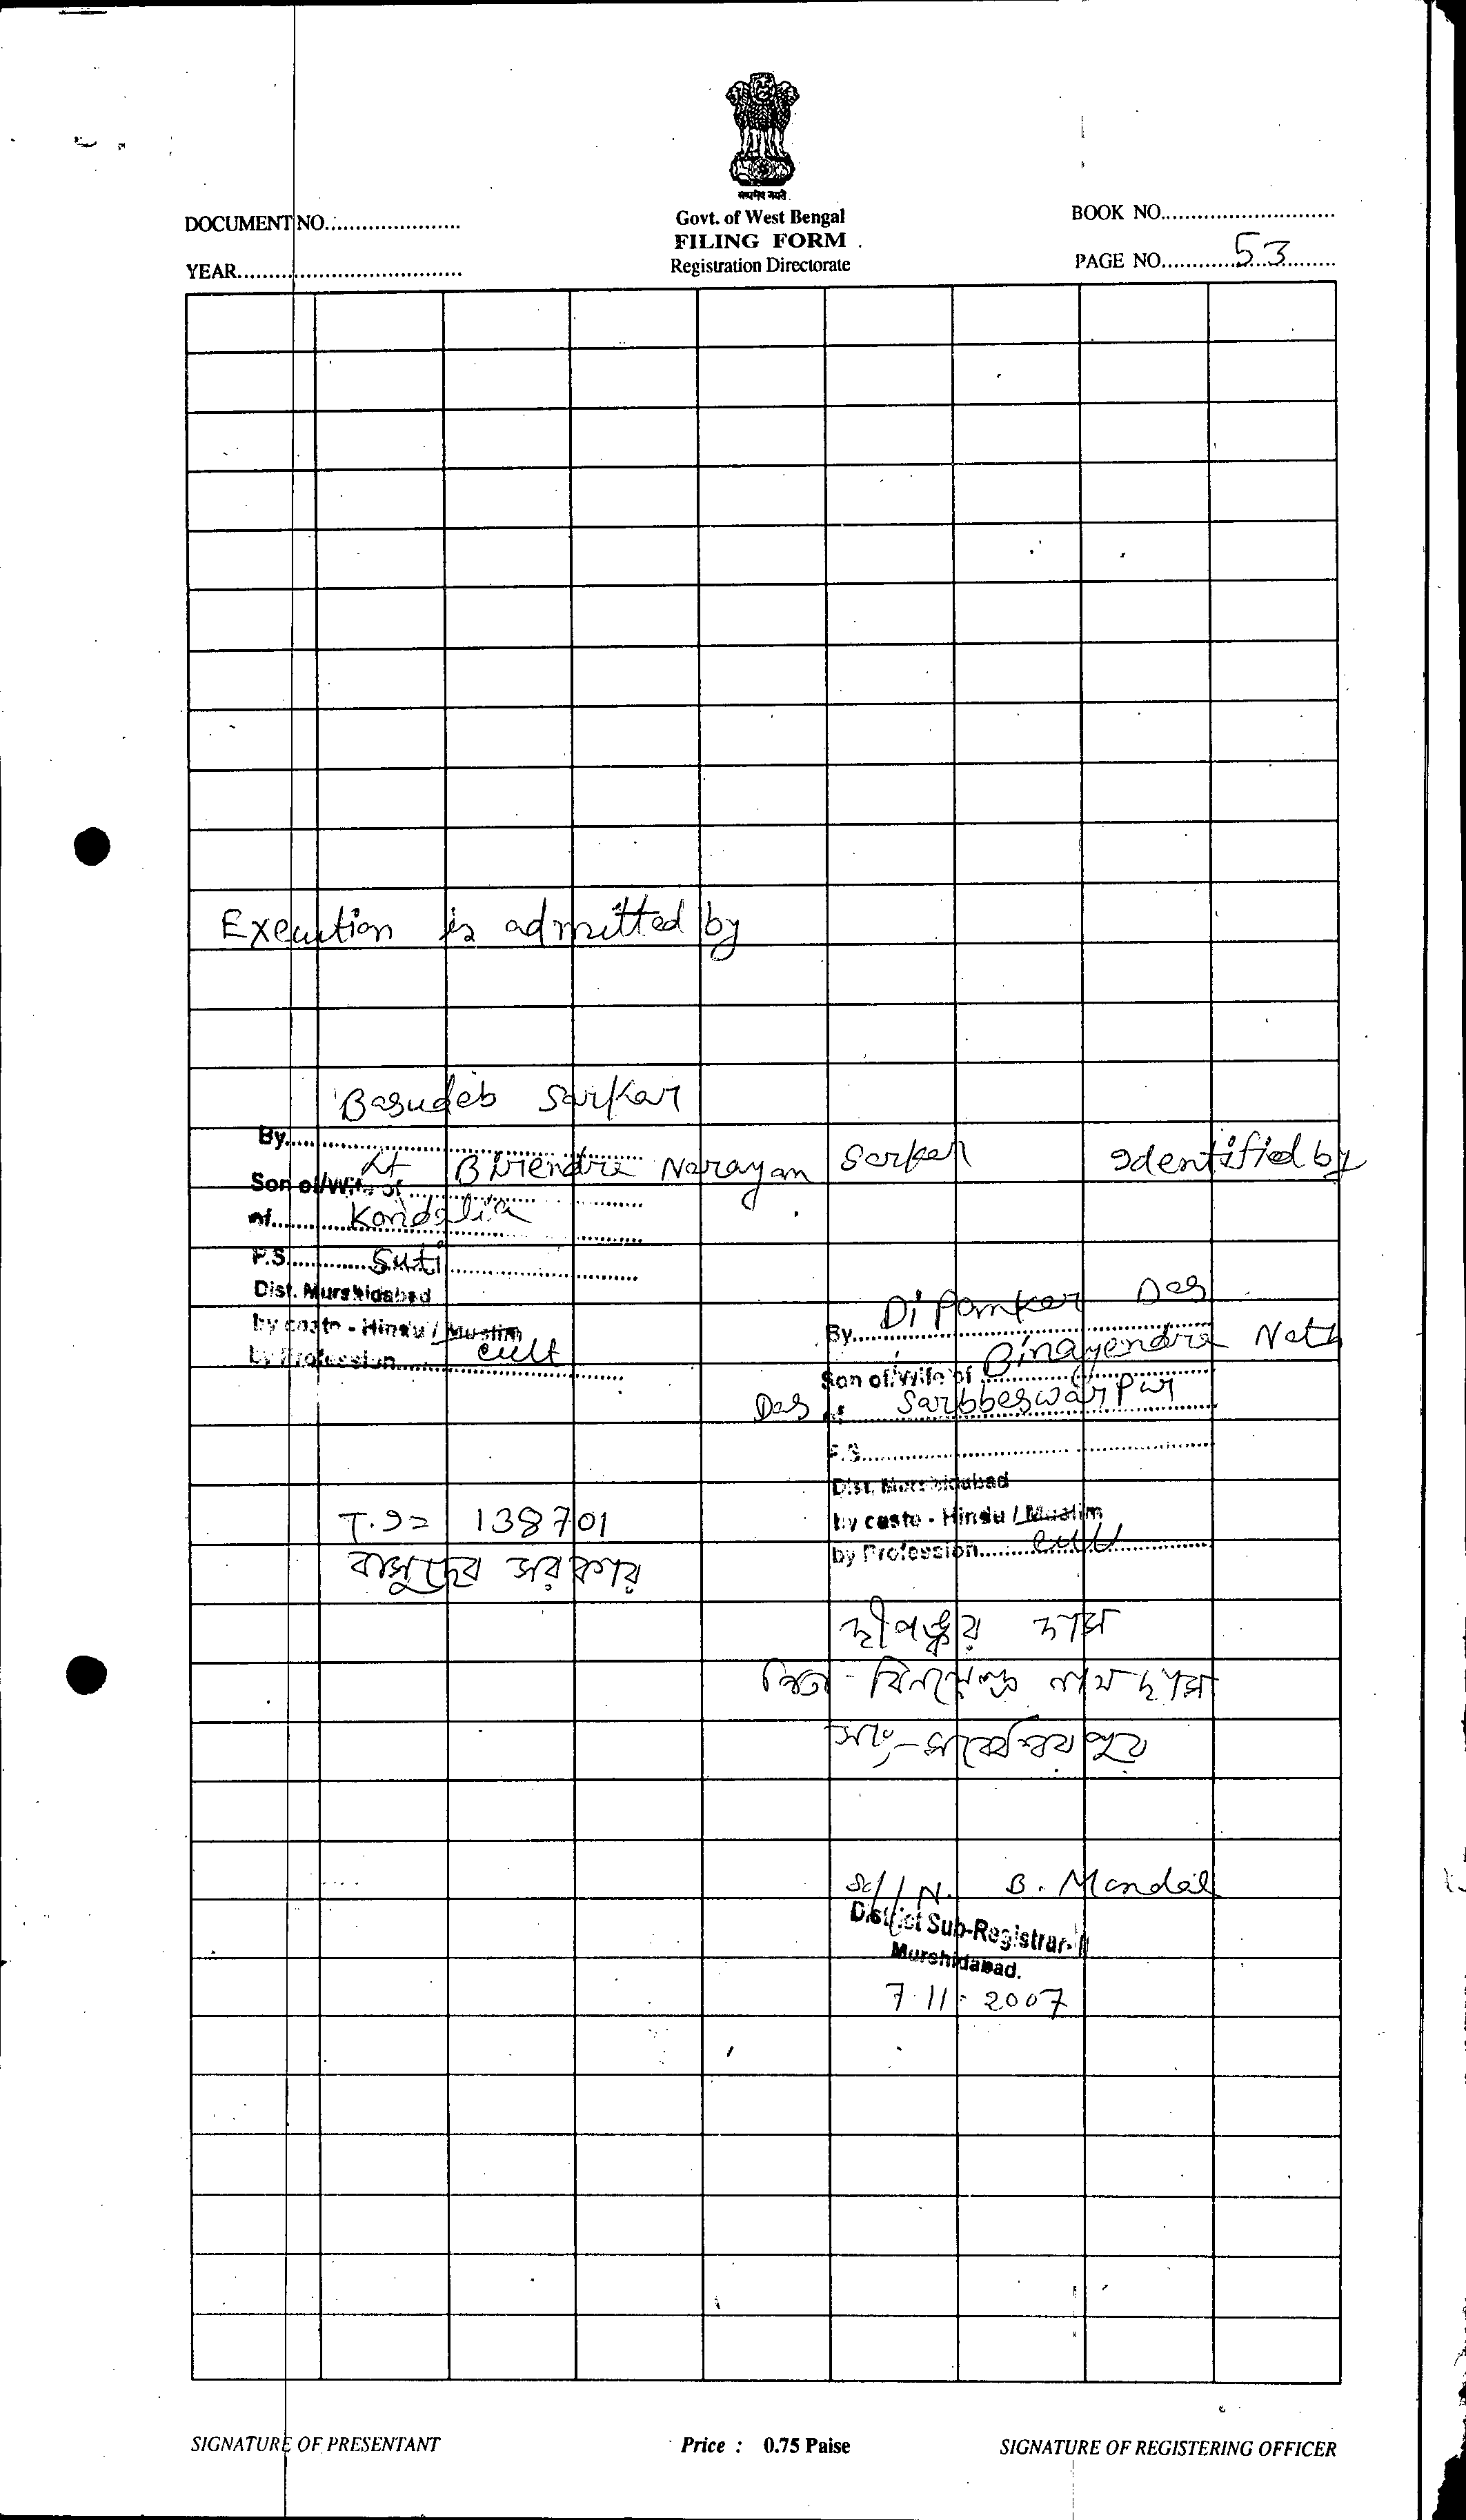 सत्यमेव जयते
Govt. of West Bengal
FILING FORM
Registration Directorate
DOCUMENT NO.
YEAR
BOOK NO.
PAGE NO. 53
Execution is admitted by
Basudeb Sarkar
By
Son of/Wife of Lt Birendra Narayan Sarkar
of Kandalia
P.S. Suti
Dist. Murshidabad
by caste - Hindu / Muslim
by Profession cult
Identified by
Dipankar Das
By
Son of/Wife of Binayendra Nath
Das of Sarbbeswarpur
P.S.
Dist. Murshidabad
by caste - Hindu / Muslim
by Profession cult
138701
বাসুদেব সরকার
দীপঙ্কর দাস
পিতা - বিনয়েন্দ্র নাথ দাস
সাং - সর্ব্বেশ্বরপুর
Sd/ N. B. Mandal
District Sub-Registrar-II
Murshidabad.
7.11.2007
SIGNATURE OF PRESENTANT
Price : 0.75 Paise
SIGNATURE OF REGISTERING OFFICER